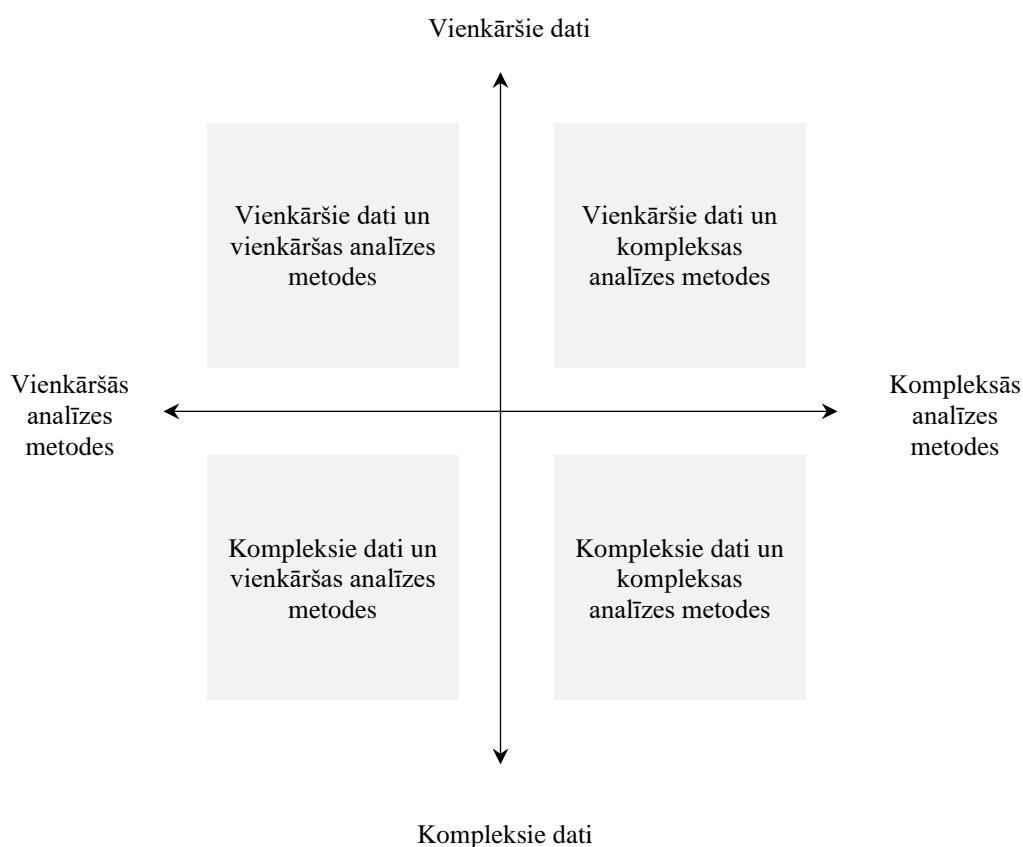 Vienkāršie dati
Vienkāršie dati un
vienkāršas analīzes
metodes
Vienkāršie dati un
kompleksas
analīzes metodes
Vienkāršās
analīzes
metodes
Kompleksās
analīzes
metodes
Kompleksie dati un
vienkāršas analīzes
metodes
Kompleksie dati un
kompleksas
analīzes metodes
Kompleksie dati